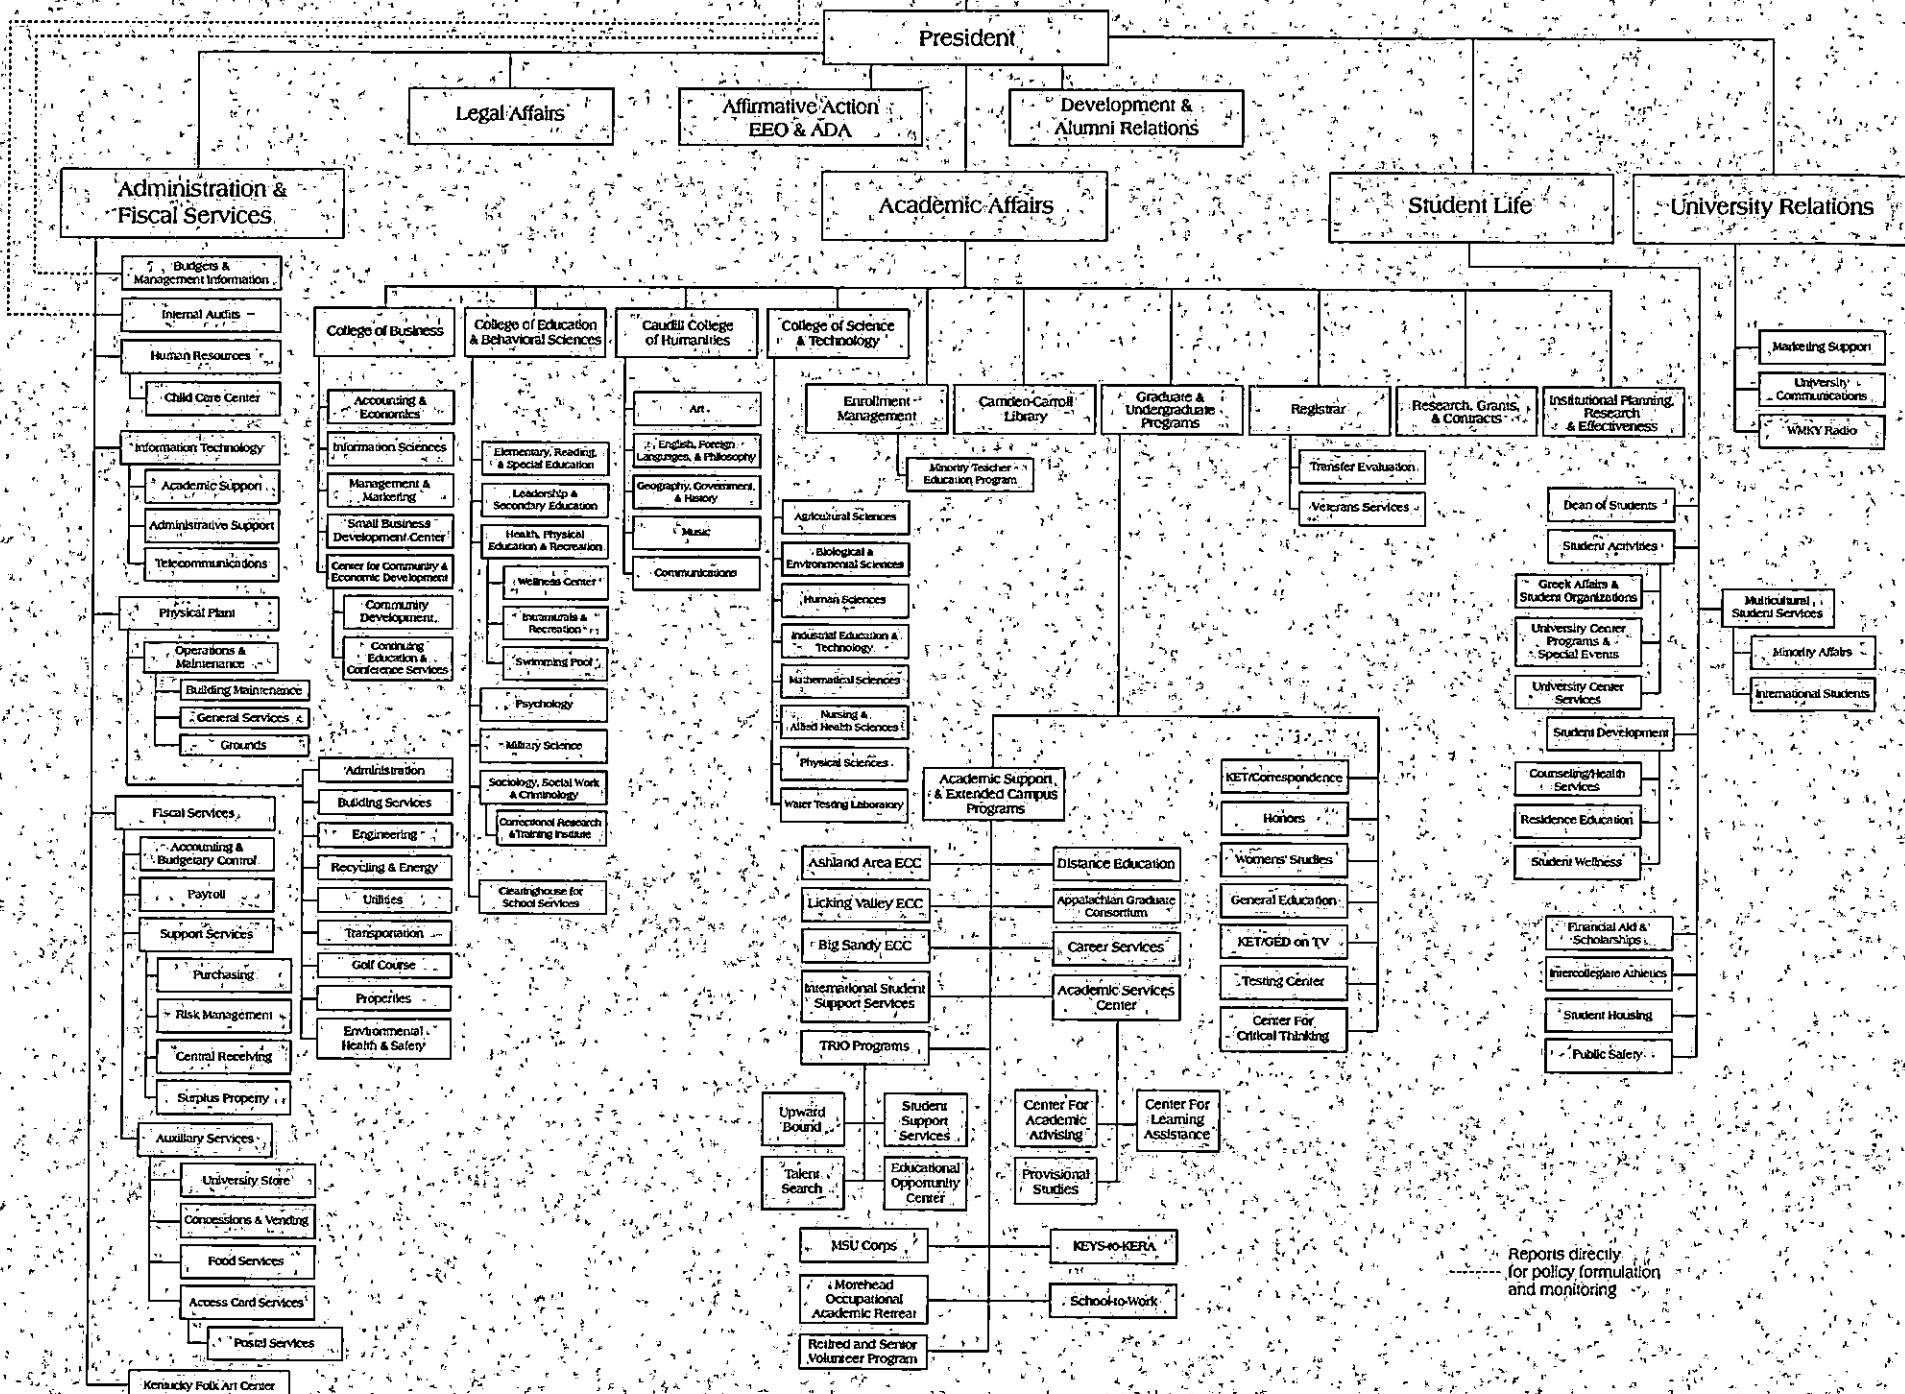 President
Legal Affairs
Affirmative Action
EEO & ADA
Development &
Alumni Relations
Administration &
Fiscal Services
Academic Affairs
Student Life
University Relations
Budgets &
Management Information
Internal Audits
Human Resources
Child Care Center
Information Technology
Academic Support
Administrative Support
Telecommunications
Physical Plant
Operations &
Maintenance
Building Maintenance
General Services
Grounds
Administration
Building Services
Engineering
Recycling & Energy
Utilities
Transportation
Golf Course
Properties
Environmental
Health & Safety
Fiscal Services
Accounting &
Budgetary Control
Payroll
Support Services
Purchasing
Risk Management
Central Receiving
Surplus Property
Auxiliary Services
University Store
Concessions & Vending
Food Services
Access Card Services
Postal Services
Kentucky Folk Art Center
College of Business
Accounting &
Economics
Information Sciences
Management &
Marketing
Small Business
Development Center
Center for Community &
Economic Development
Community
Development
Continuing
Education &
Conference Services
College of Education
& Behavioral Sciences
Elementary, Reading,
& Special Education
Leadership &
Secondary Education
Health, Physical
Education & Recreation
Wellness Center
Intramurals &
Recreation
Swimming Pool
Psychology
Military Science
Sociology, Social Work
& Criminology
Correctional Research
& Training Institute
Clearinghouse for
School Services
Caudill College
of Humanities
Art
English, Foreign
Languages, & Philosophy
Geography, Government,
& History
Music
Communications
College of Science
& Technology
Agricultural Sciences
Biological &
Environmental Sciences
Human Sciences
Industrial Education &
Technology
Mathematical Sciences
Nursing &
Allied Health Sciences
Physical Sciences
Water Testing Laboratory
Enrollment
Management
Minority Teacher
Education Program
Camden-Carroll
Library
Graduate &
Undergraduate
Programs
Registrar
Transfer Evaluation
Veterans Services
Research, Grants,
& Contracts
Institutional Planning,
Research
& Effectiveness
Academic Support
& Extended Campus
Programs
Ashland Area ECC
Distance Education
Licking Valley ECC
Appalachian Graduate
Consortium
Big Sandy ECC
Career Services
International Student
Support Services
Academic Services
Center
TRIO Programs
Upward
Bound
Student
Support
Services
Talent
Search
Educational
Opportunity
Center
Center For
Academic
Advising
Center For
Learning
Assistance
Provisional
Studies
MSU Corps
KEYS-to-KERA
Morehead
Occupational
Academic Retreat
School-to-Work
Retired and Senior
Volunteer Program
KET/Correspondence
Honors
Womens' Studies
General Education
KET/GED on TV
Testing Center
Center For
Critical Thinking
Dean of Students
Student Activities
Greek Affairs &
Student Organizations
University Center
Programs &
Special Events
University Center
Services
Student Development
Counseling/Health
Services
Residence Education
Student Wellness
Financial Aid &
Scholarships
Intercollegiate Athletics
Student Housing
Public Safety
Multicultural
Student Services
Minority Affairs
International Students
Marketing Support
University
Communications
WMKY Radio
Reports directly
for policy formulation
and monitoring